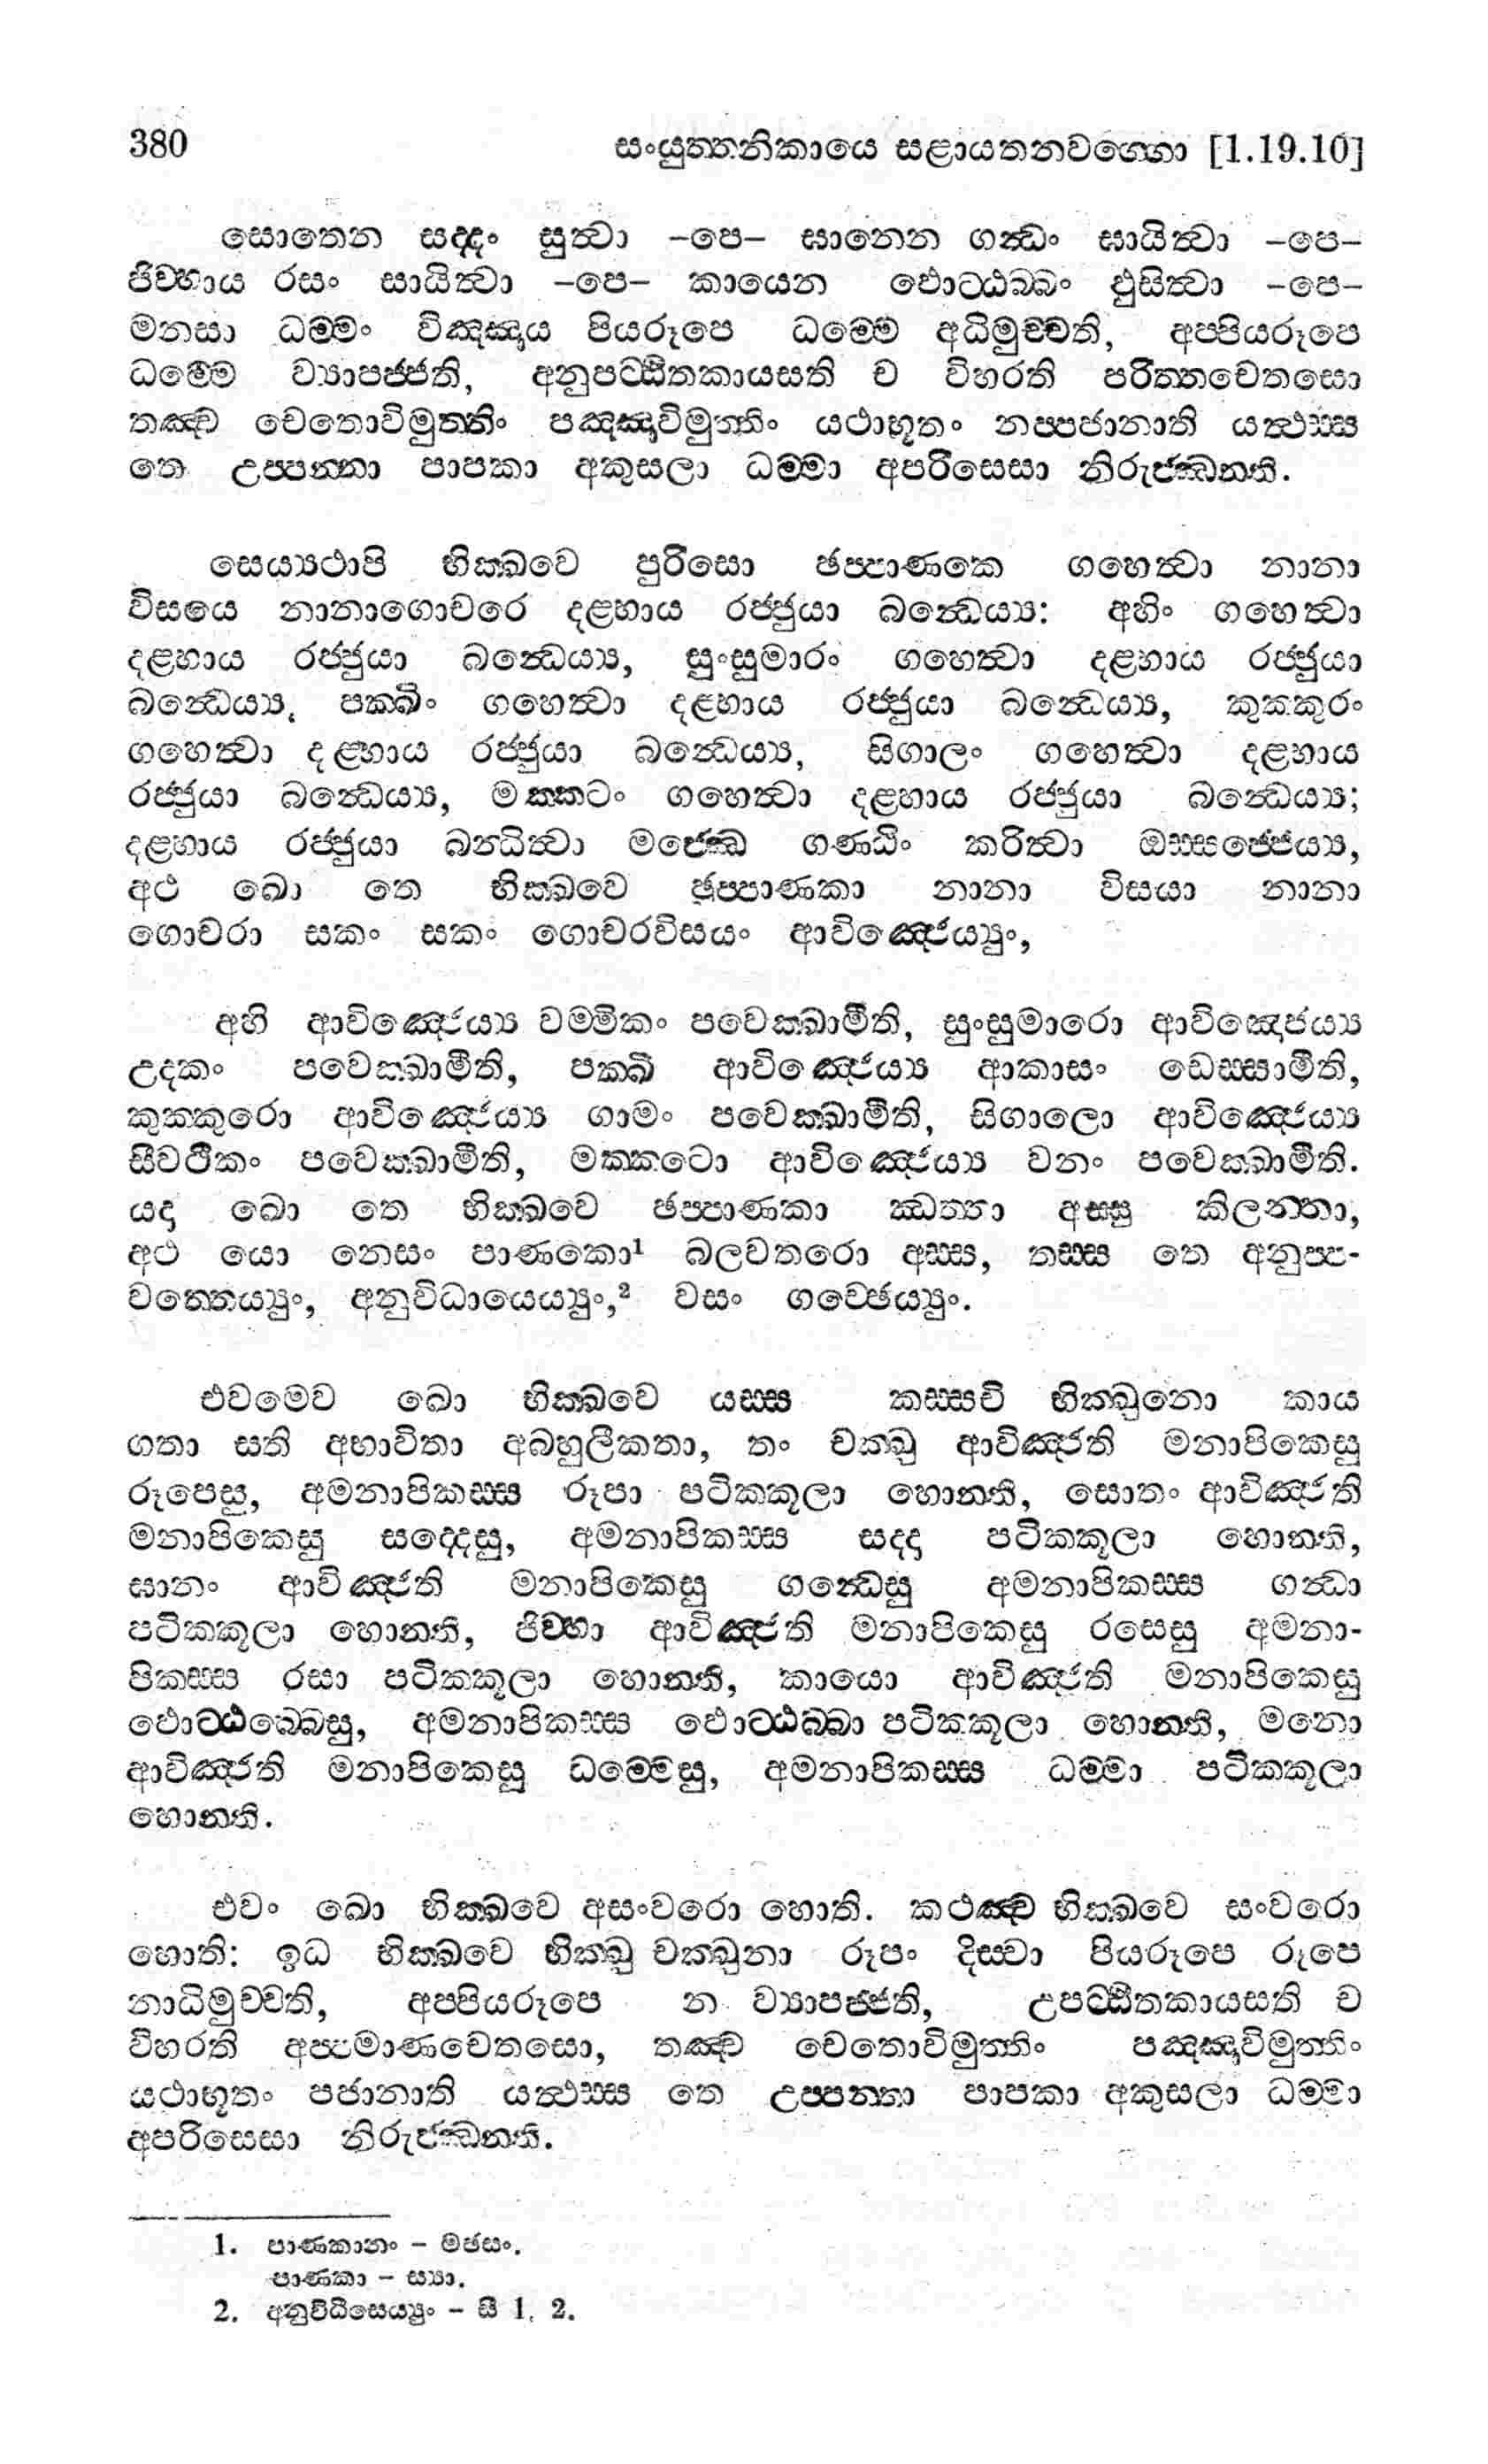 380 සංයුත්තනිකායෙ සළායතනවග්ගො [1.19.10]
සොතෙන සද්දං සුත්වා –පෙ– ඝානෙන ගන්ධං ඝායිත්වා –පෙ–
ජිව්හාය රසං සායිත්වා –පෙ– කායෙන ඵොට්ඨබ්බං ඵුසිත්වා –පෙ–
මනසා ධම්මං විඤ්ඤාය පියරූපෙ ධම්මෙ අධිමුච්චති, අප්පියරූපෙ
ධම්මෙ ව්‍යාපජ්ජති, අනුපට්ඨිතකායසති ච විහරති පරිත්තචෙතසො
තඤ්ච චෙතොවිමුත්තිං පඤ්ඤාවිමුත්තිං යථාභූතං නප්පජානාති යත්ථස්ස
තෙ උප්පන්නා පාපකා අකුසලා ධම්මා අපරිසෙසා නිරුජ්ඣන්ති.
සෙය්‍යථාපි භික්ඛවෙ පුරිසො ඡප්පාණකෙ ගහෙත්වා නානා
විසයෙ නානාගොචරෙ දළ්හාය රජ්ජුයා බන්ධෙය්‍ය: අහිං ගහෙත්වා
දළ්හාය රජ්ජුයා බන්ධෙය්‍ය, සුංසුමාරං ගහෙත්වා දළ්හාය රජ්ජුයා
බන්ධෙය්‍ය, පක්ඛිං ගහෙත්වා දළ්හාය රජ්ජුයා බන්ධෙය්‍ය, කුක්කුරං
ගහෙත්වා දළ්හාය රජ්ජුයා බන්ධෙය්‍ය, සිගාලං ගහෙත්වා දළ්හාය
රජ්ජුයා බන්ධෙය්‍ය, මක්කටං ගහෙත්වා දළ්හාය රජ්ජුයා බන්ධෙය්‍ය;
දළ්හාය රජ්ජුයා බන්ධිත්වා මජ්ඣෙ ගණ්ඨිං කරිත්වා ඔස්සජ්ජෙය්‍ය,
අථ ඛො තෙ භික්ඛවෙ ඡප්පාණකා නානා විසයා නානා
ගොචරා සකං සකං ගොචරවිසයං ආවිඤ්ජෙය්‍යුං,
අහි ආවිඤ්ජෙය්‍ය වම්මිකං පවෙක්ඛාමීති, සුංසුමාරො ආවිඤ්ජෙය්‍ය
උදකං පවෙක්ඛාමීති, පක්ඛී ආවිඤ්ජෙය්‍ය ආකාසං ඩෙස්සාමීති,
කුක්කුරො ආවිඤ්ජෙය්‍ය ගාමං පවෙක්ඛාමීති, සිගාලො ආවිඤ්ජෙය්‍ය
සීවථිකං පවෙක්ඛාමීති, මක්කටො ආවිඤ්ජෙය්‍ය වනං පවෙක්ඛාමීති.
යදා ඛො තෙ භික්ඛවෙ ඡප්පාණකා ඣත්තා අස්සු කිලන්තා,
අථ යො නෙසං පාණකො¹ බලවතරො අස්ස, තස්ස තෙ අනුප්ප-
වත්තෙය්‍යුං, අනුවිධායෙය්‍යුං,² වසං ගච්ඡෙය්‍යුං.
එවමෙව ඛො භික්ඛවෙ යස්ස කස්සචි භික්ඛුනො කාය
ගතා සති අභාවිතා අබහුලීකතා, තං චක්ඛු ආවිඤ්ජති මනාපිකෙසු
රූපෙසු, අමනාපිකස්ස රූපා පටික්කූලා හොන්ති, සොතං ආවිඤ්ජති
මනාපිකෙසු සද්දෙසු, අමනාපිකස්ස සද්දා පටික්කූලා හොන්ති,
ඝානං ආවිඤ්ජති මනාපිකෙසු ගන්ධෙසු අමනාපිකස්ස ගන්ධා
පටික්කූලා හොන්ති, ජිව්හා ආවිඤ්ජති මනාපිකෙසු රසෙසු අමනා-
පිකස්ස රසා පටික්කූලා හොන්ති, කායො ආවිඤ්ජති මනාපිකෙසු
ඵොට්ඨබ්බෙසු, අමනාපිකස්ස ඵොට්ඨබ්බා පටික්කූලා හොන්ති, මනො
ආවිඤ්ජති මනාපිකෙසු ධම්මෙසු, අමනාපිකස්ස ධම්මා පටික්කූලා
හොන්ති.
එවං ඛො භික්ඛවෙ අසංවරො හොති. කථඤ්ච භික්ඛවෙ සංවරො
හොති: ඉධ භික්ඛවෙ භික්ඛු චක්ඛුනා රූපං දිස්වා පියරූපෙ රූපෙ
නාධිමුච්චති, අප්පියරූපෙ න ව්‍යාපජ්ජති, උපට්ඨිතකායසති ච
විහරති අප්පමාණචෙතසො, තඤ්ච චෙතොවිමුත්තිං පඤ්ඤාවිමුත්තිං
යථාභූතං පජානාති යත්ථස්ස තෙ උප්පන්නා පාපකා අකුසලා ධම්මා
අපරිසෙසා නිරුජ්ඣන්ති.
1. පාණකානං – මඡසං.
පාණකා – ස්‍යා.
2. අනුවිධීසෙය්‍යුං – සී 1, 2.